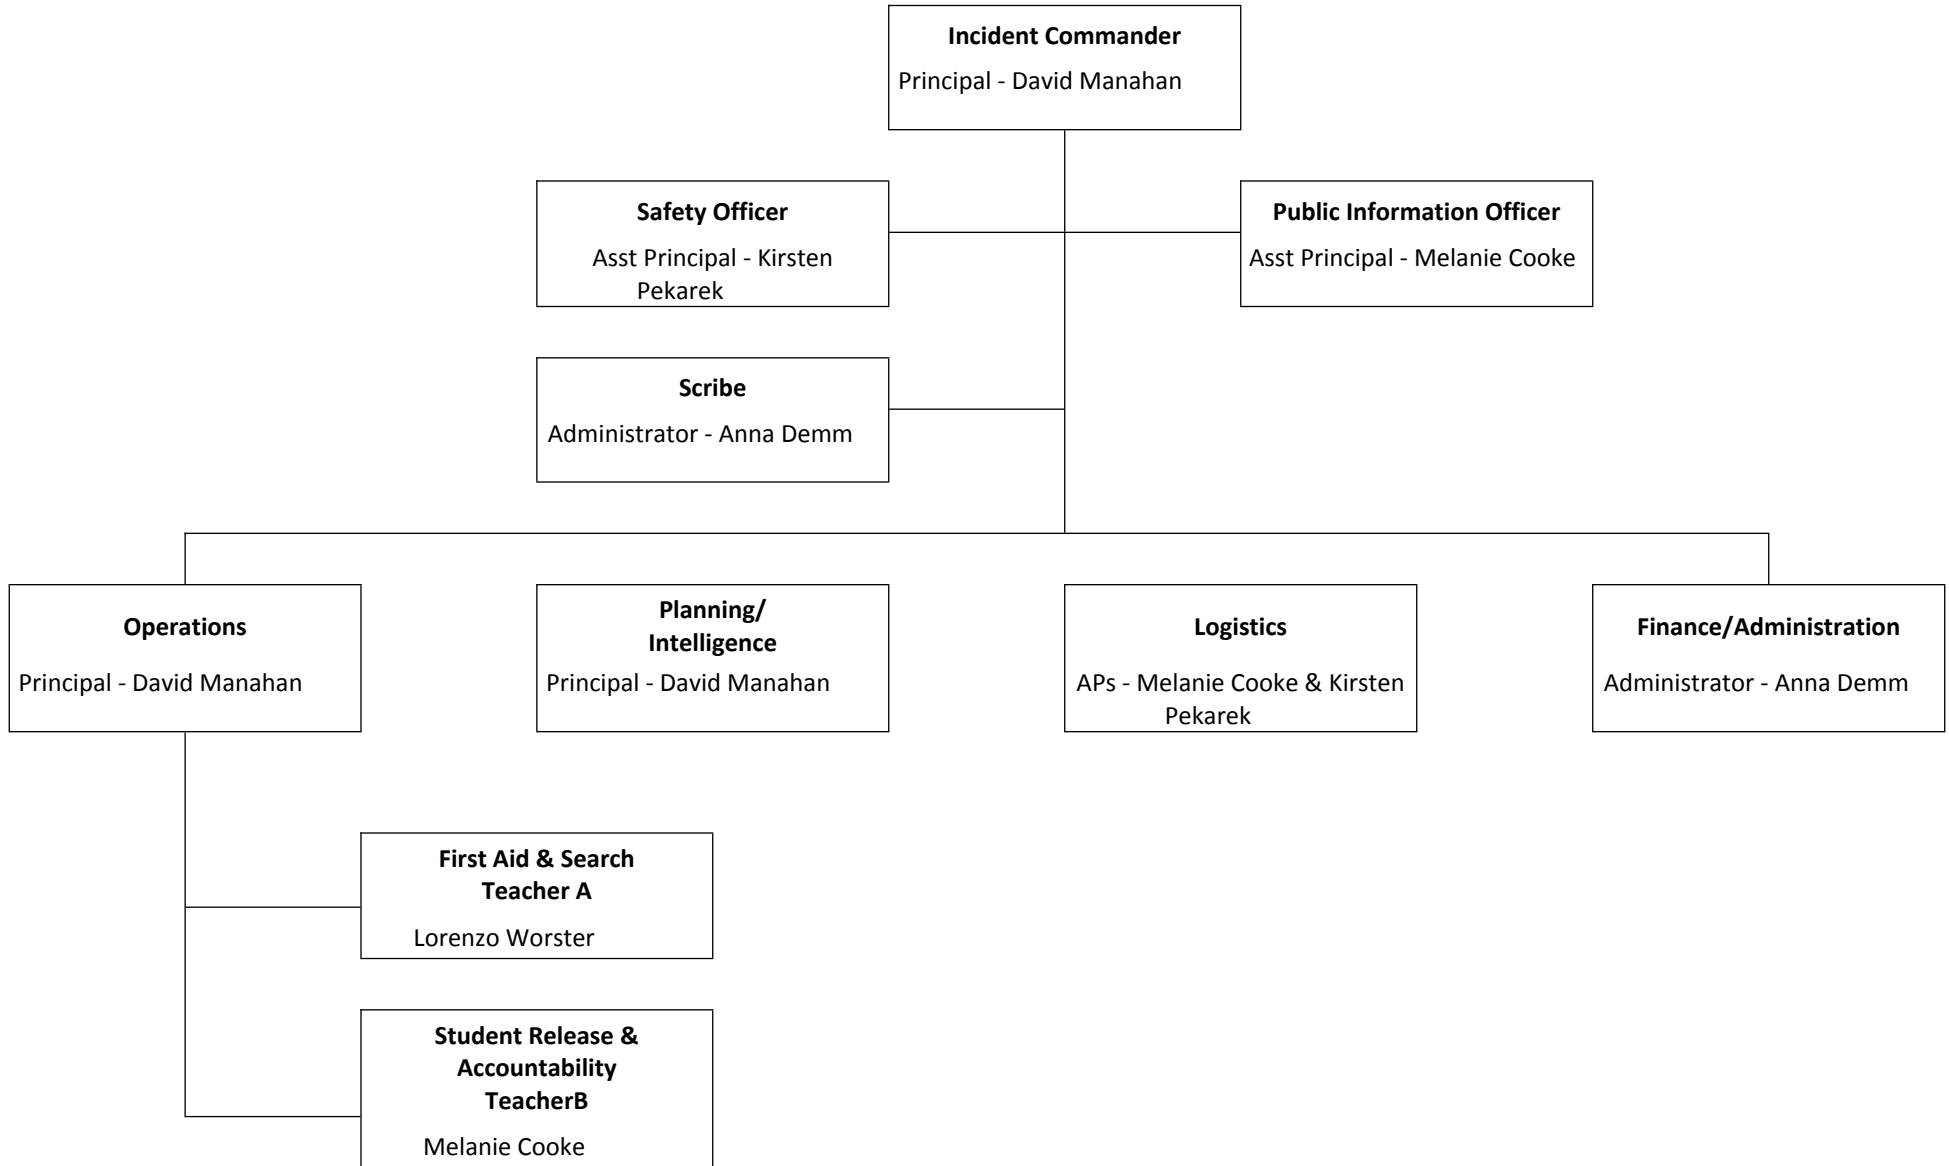 Incident Commander
Principal - David Manahan
Safety Officer
Asst Principal - Kirsten
Pekarek
Public Information Officer
Asst Principal - Melanie Cooke
Scribe
Administrator - Anna Demm
Operations
Principal - David Manahan
Planning/
Intelligence
Principal - David Manahan
Logistics
APs - Melanie Cooke & Kirsten
Pekarek
Finance/Administration
Administrator - Anna Demm
First Aid & Search
Teacher A
Lorenzo Worster
Student Release &
Accountability
TeacherB
Melanie Cooke